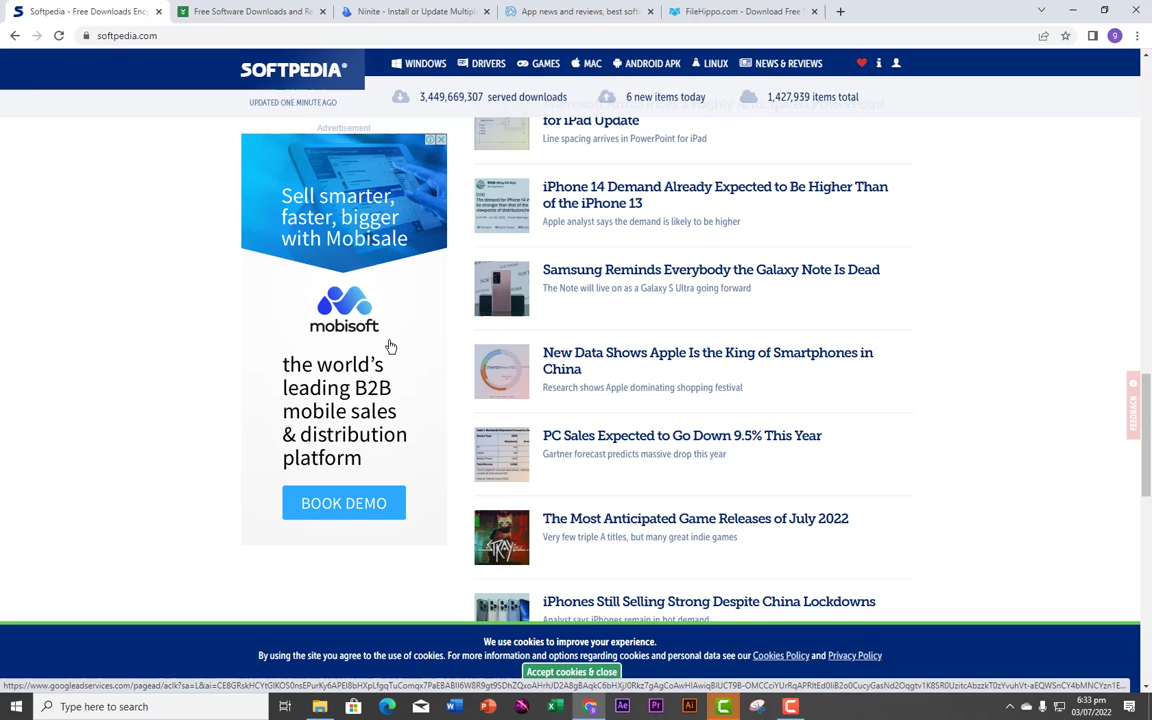 Softpedia - Free Downloads Ency
Free Software Downloads and Re
Ninite - Install or Update Multipl
App news and reviews, best softw
FileHippo.com - Download Free S
softpedia.com
g
SOFTPEDIA®
WINDOWS
DRIVERS
GAMES
MAC
ANDROID APK
LINUX
NEWS & REVIEWS
UPDATED ONE MINUTE AGO
3,449,669,307 served downloads
6 new items today
1,427,939 items total
Advertisement
Sell smarter,
faster, bigger
with Mobisale
mobisoft
the world's
leading B2B
mobile sales
& distribution
platform
BOOK DEMO
for iPad Update
Line spacing arrives in PowerPoint for iPad
iPhone 14 Demand Already Expected to Be Higher Than
of the iPhone 13
Apple analyst says the demand is likely to be higher
Samsung Reminds Everybody the Galaxy Note Is Dead
The Note will live on as a Galaxy S Ultra going forward
New Data Shows Apple Is the King of Smartphones in
China
Research shows Apple dominating shopping festival
PC Sales Expected to Go Down 9.5% This Year
Gartner forecast predicts massive drop this year
The Most Anticipated Game Releases of July 2022
Very few triple A titles, but many great indie games
STRAY
iPhones Still Selling Strong Despite China Lockdowns
Analyst says iPhones remain in hot demand
FEEDBACK
We use cookies to improve your experience.
By using the site you agree to the use of cookies. For more information and options regarding cookies and personal data see our Cookies Policy and Privacy Policy
Accept cookies & close
Type here to search
6:33 pm
03/07/2022